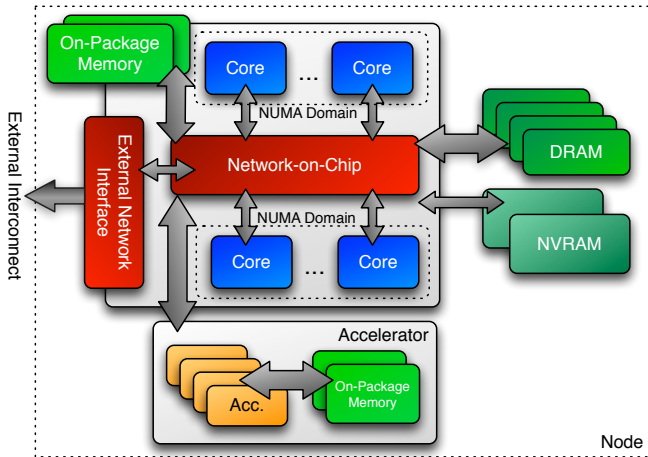 On-Package
Memory
Core
...
Core
NUMA Domain
External Interconnect
External Network
Interface
Network-on-Chip
DRAM
NUMA Domain
Core
...
Core
NVRAM
Accelerator
Acc.
On-Package
Memory
Node